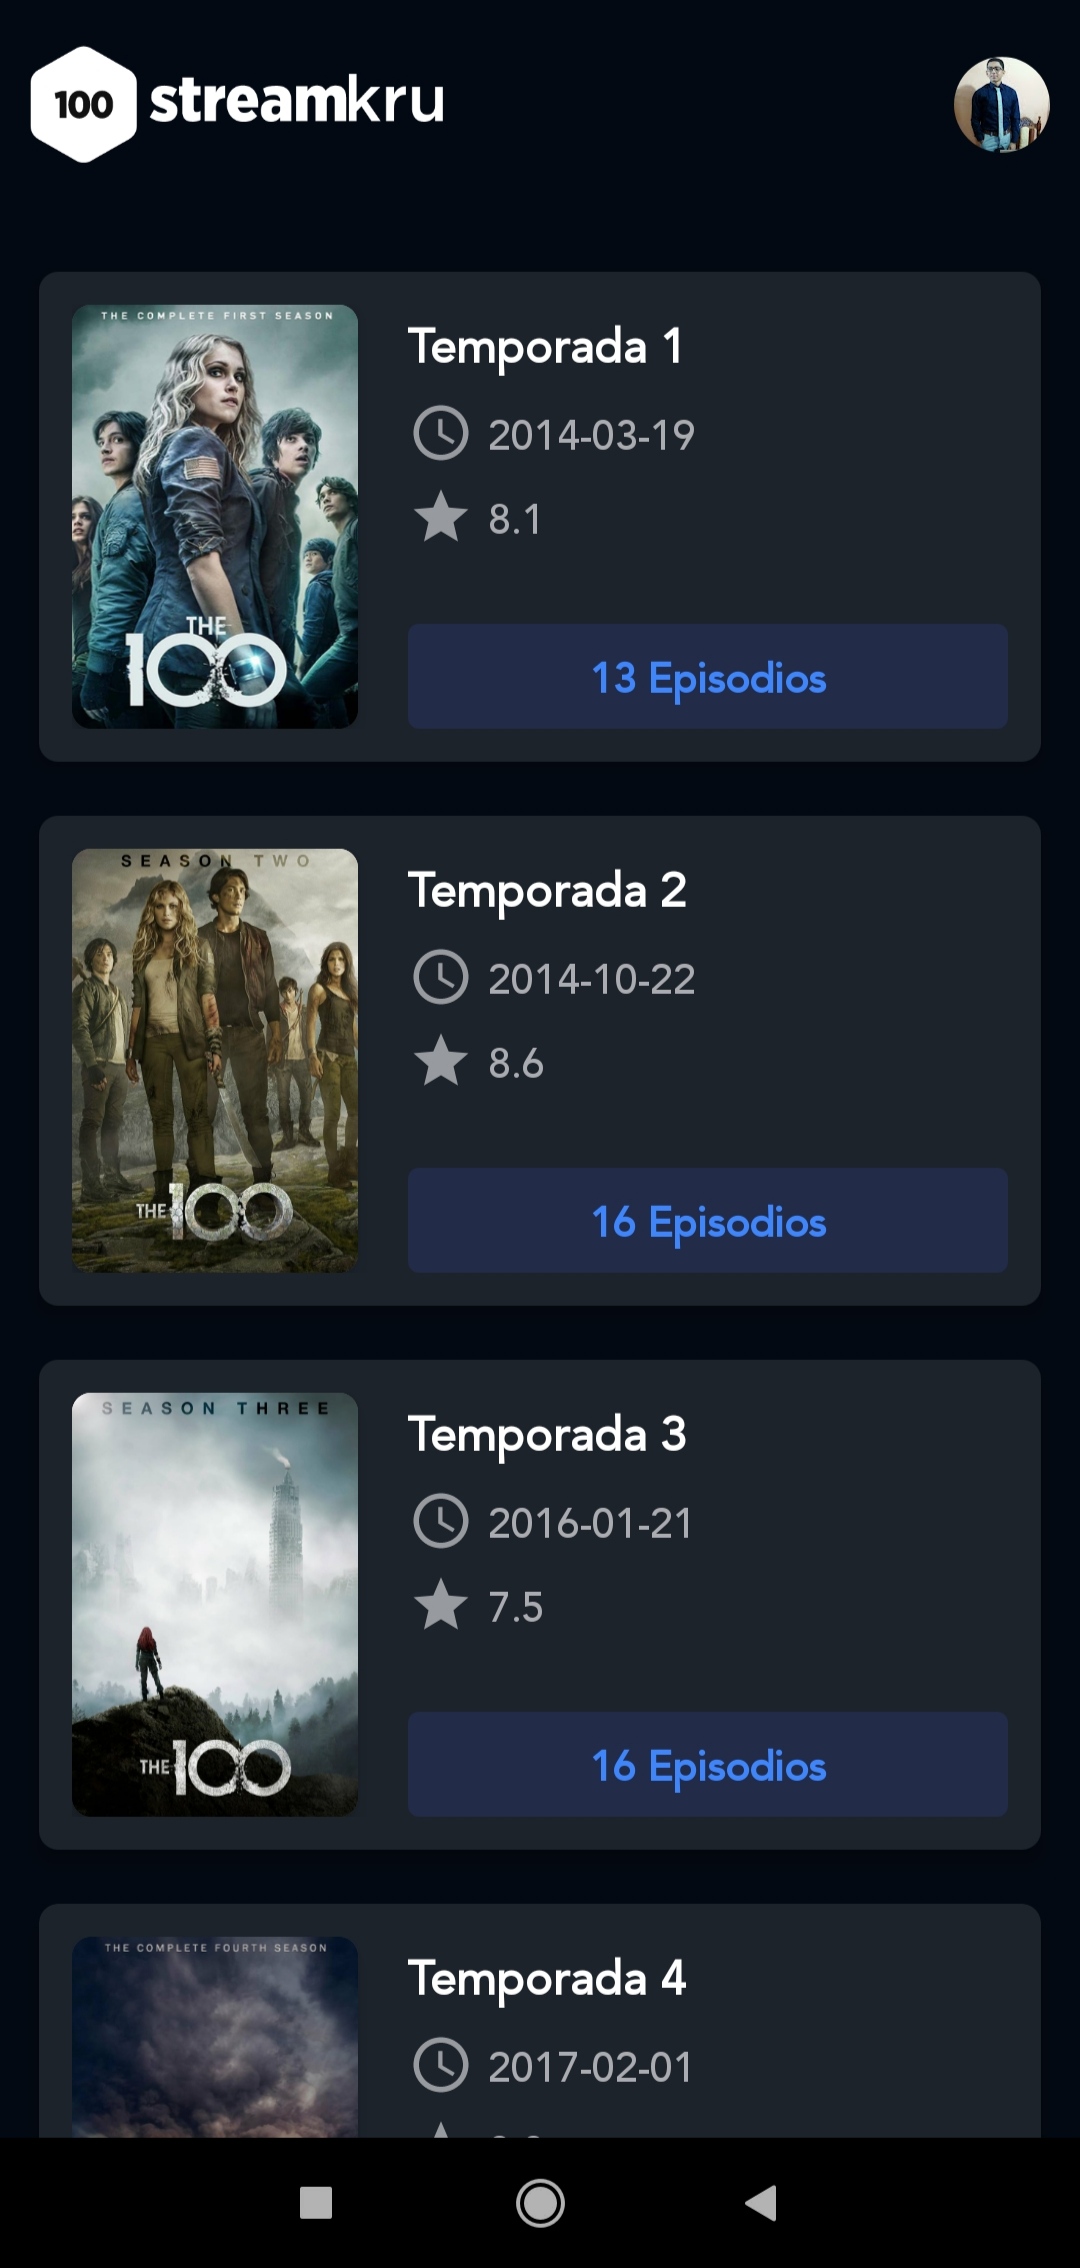 100 streamkru
THE COMPLETE FIRST SEASON
THE
100
Temporada 1
2014-03-19
8.1
13 Episodios
SEASON TWO
THE 100
Temporada 2
2014-10-22
8.6
16 Episodios
SEASON THREE
THE 100
Temporada 3
2016-01-21
7.5
16 Episodios
THE COMPLETE FOURTH SEASON
Temporada 4
2017-02-01